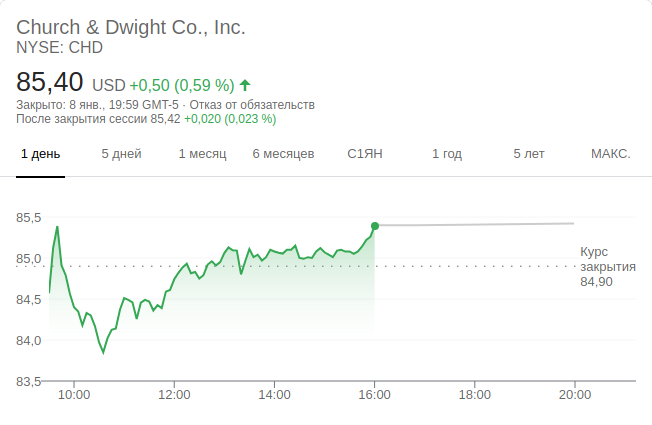 Church & Dwight Co., Inc.
NYSE: CHD
85,40 USD +0,50 (0,59 %)
Закрыто: 8 янв., 19:59 GMT-5 · Отказ от обязательств
После закрытия сессии 85,42 +0,020 (0,023 %)
1 день 5 дней 1 месяц 6 месяцев С1ЯН 1 год 5 лет МАКС.
85,5
85,0
84,5
84,0
83,5
Курс
закрытия
84,90
10:00 12:00 14:00 16:00 18:00 20:00